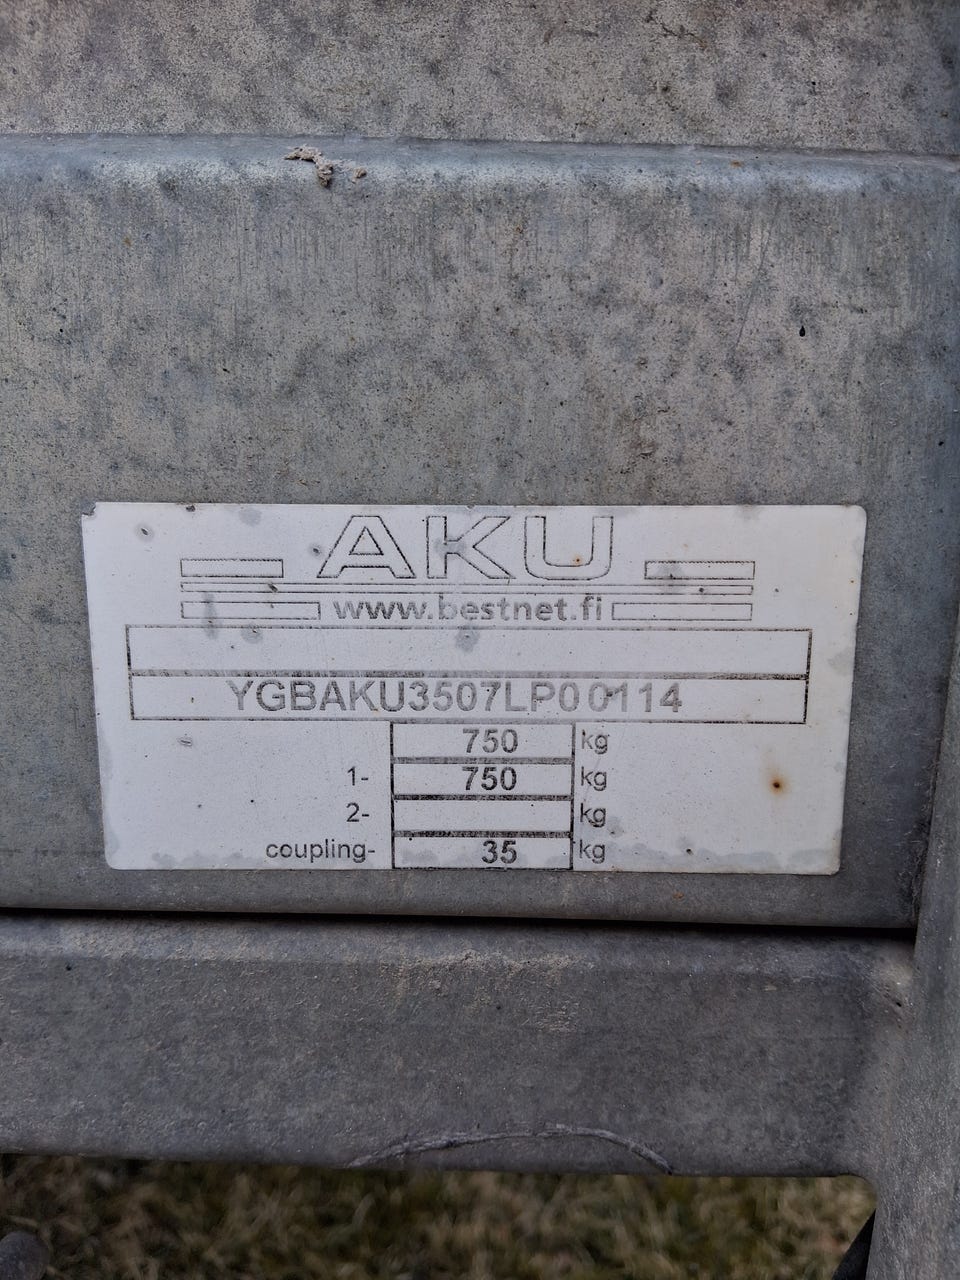 AKU
www.bestnet.fi
YGBAKU3507LP00114
750 kg
1- 750 kg
2- kg
coupling- 35 kg